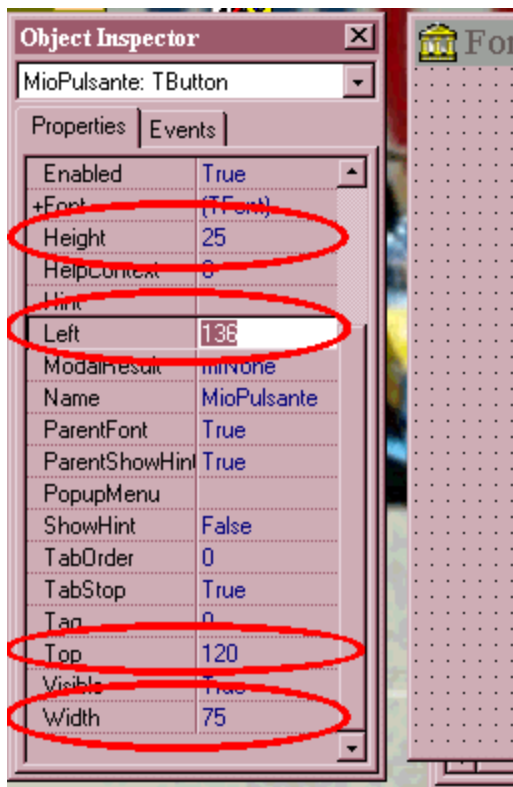 Object Inspector
MioPulsante: TButton
Properties Events
Enabled True
+Font (TFont)
Height 25
HelpContext 0
Hint
Left 136
ModalResult mrNone
Name MioPulsante
ParentFont True
ParentShowHint True
PopupMenu
ShowHint False
TabOrder 0
TabStop True
Tag 0
Top 120
Visible True
Width 75
For